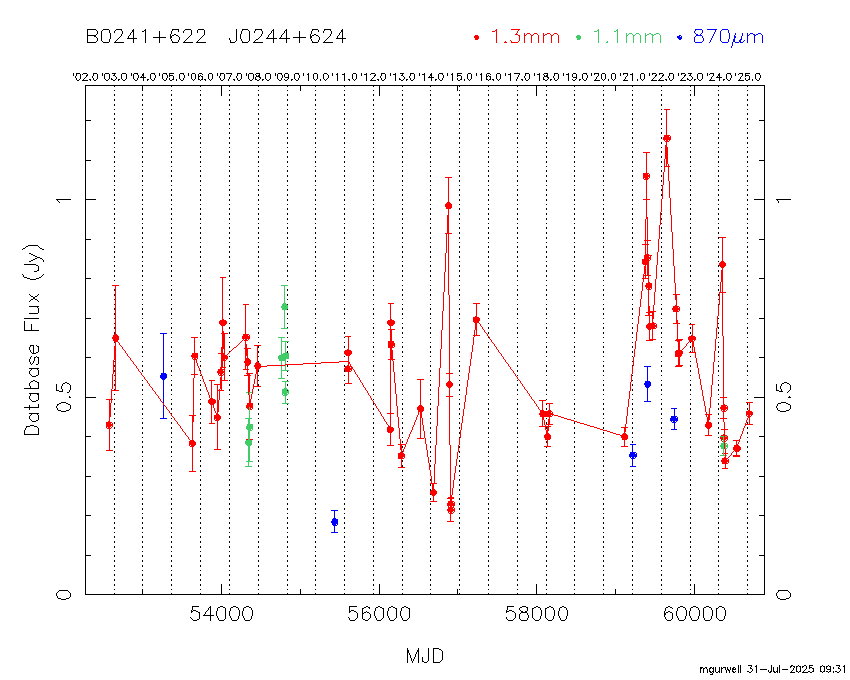 B0241+622 J0244+624 1.3mm 1.1mm 870μm
'02.0 '03.0 '04.0 '05.0 '06.0 '07.0 '08.0 '09.0 '10.0 '11.0 '12.0 '13.0 '14.0 '15.0 '16.0 '17.0 '18.0 '19.0 '20.0 '21.0 '22.0 '23.0 '24.0 '25.0
1 1
Database Flux (Jy)
0.5 0.5
0 0
54000 56000 58000 60000
MJD
mgurwell 31-Jul-2025 09:31